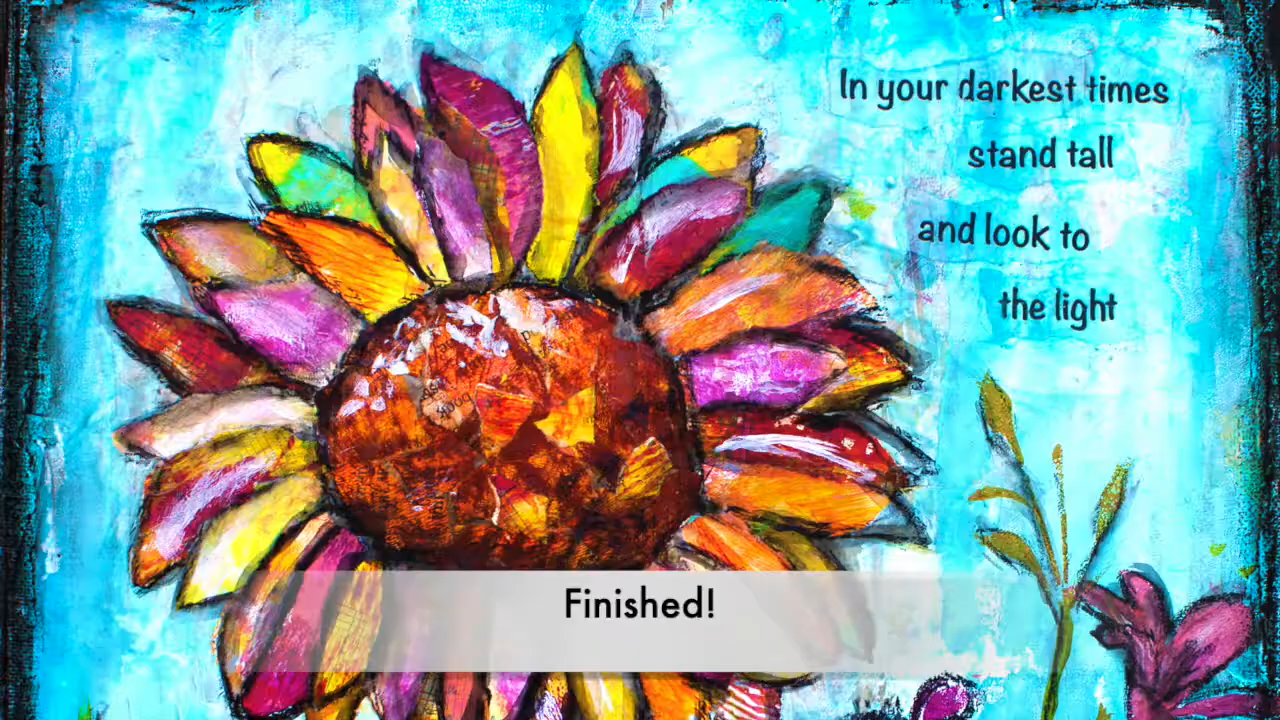 In your darkest times
stand tall
and look to
the light
Finished!